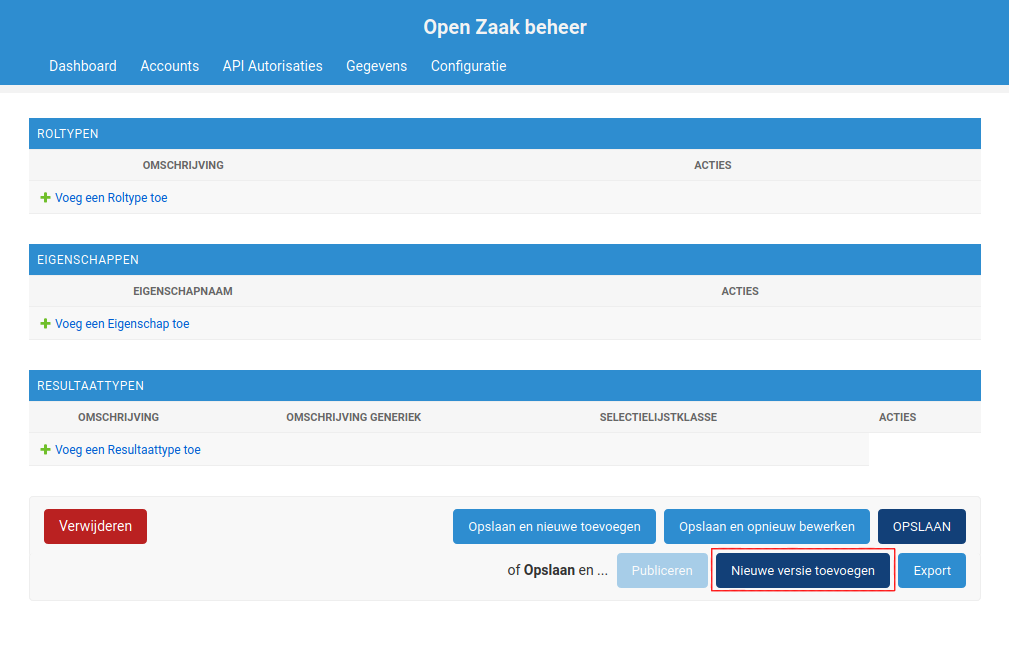 Open Zaak beheer
Dashboard Accounts API Autorisaties Gegevens Configuratie
ROLTYPEN
OMSCHRIJVING ACTIES
Voeg een Roltype toe
EIGENSCHAPPEN
EIGENSCHAPNAAM ACTIES
Voeg een Eigenschap toe
RESULTAATTYPEN
OMSCHRIJVING OMSCHRIJVING GENERIEK SELECTIELIJSTKLASSE ACTIES
Voeg een Resultaattype toe
Verwijderen Opslaan en nieuwe toevoegen Opslaan en opnieuw bewerken OPSLAAN
of Opslaan en ... Publiceren Nieuwe versie toevoegen Export